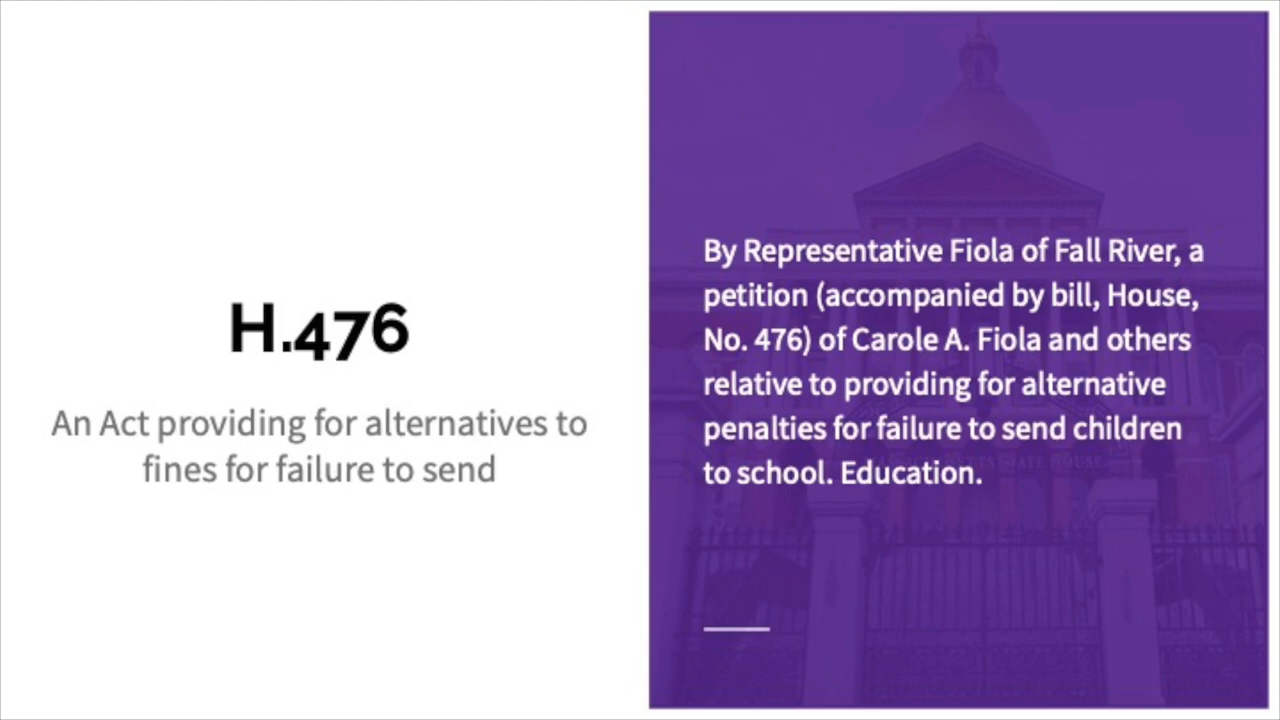 H.476
An Act providing for alternatives to
fines for failure to send
By Representative Fiola of Fall River, a
petition (accompanied by bill, House,
No. 476) of Carole A. Fiola and others
relative to providing for alternative
penalties for failure to send children
to school. Education.